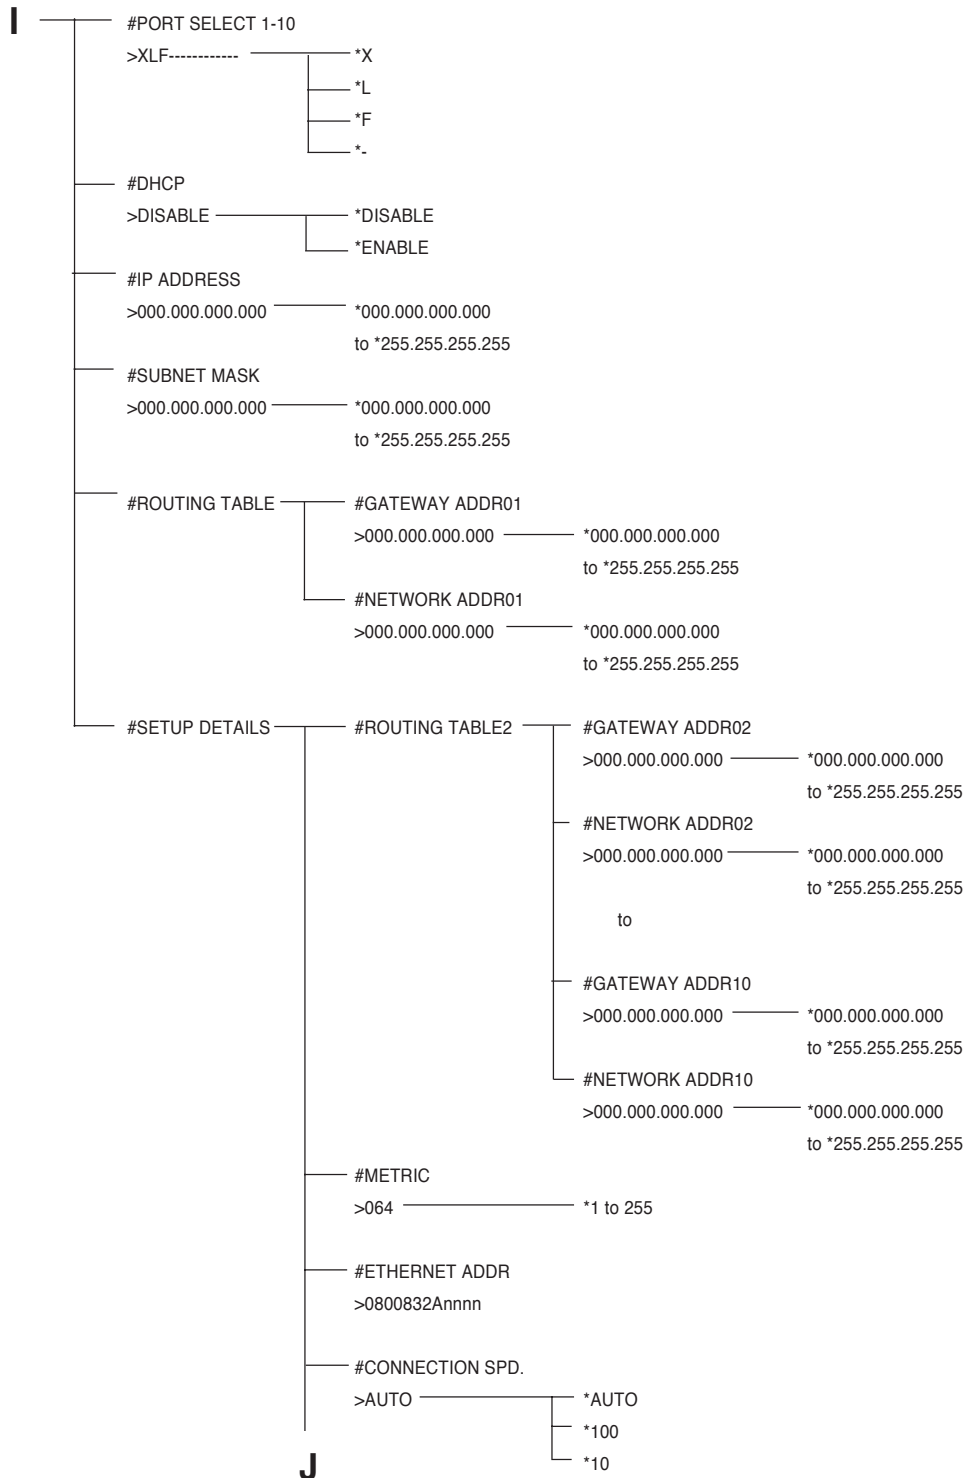 I
#PORT SELECT 1-10
>XLF------------ *X
*L
*F
*-
#DHCP
>DISABLE *DISABLE
*ENABLE
#IP ADDRESS
>000.000.000.000 *000.000.000.000
to *255.255.255.255
#SUBNET MASK
>000.000.000.000 *000.000.000.000
to *255.255.255.255
#ROUTING TABLE #GATEWAY ADDR01
>000.000.000.000 *000.000.000.000
to *255.255.255.255
#NETWORK ADDR01
>000.000.000.000 *000.000.000.000
to *255.255.255.255
#SETUP DETAILS #ROUTING TABLE2 #GATEWAY ADDR02
>000.000.000.000 *000.000.000.000
to *255.255.255.255
#NETWORK ADDR02
>000.000.000.000 *000.000.000.000
to *255.255.255.255
to
#GATEWAY ADDR10
>000.000.000.000 *000.000.000.000
to *255.255.255.255
#NETWORK ADDR10
>000.000.000.000 *000.000.000.000
to *255.255.255.255
#METRIC
>064 *1 to 255
#ETHERNET ADDR
>0800832Annnn
#CONNECTION SPD.
>AUTO *AUTO
*100
*10
J